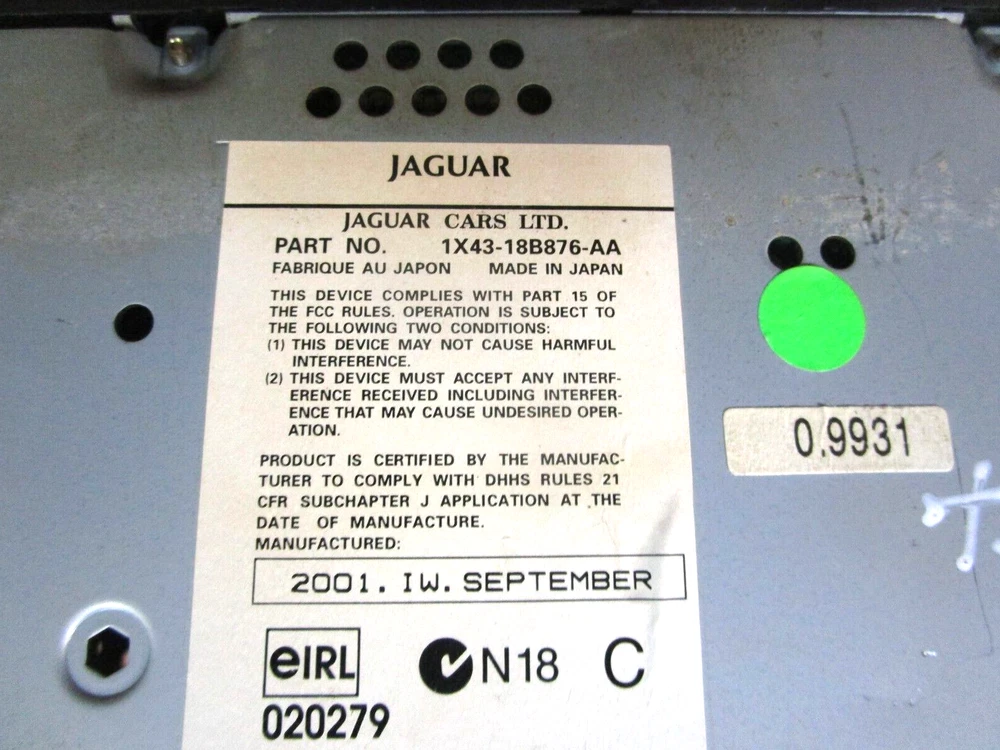 JAGUAR
JAGUAR CARS LTD.
PART NO. 1X43-18B876-AA
FABRIQUE AU JAPON MADE IN JAPAN
THIS DEVICE COMPLIES WITH PART 15 OF
THE FCC RULES. OPERATION IS SUBJECT TO
THE FOLLOWING TWO CONDITIONS:
(1) THIS DEVICE MAY NOT CAUSE HARMFUL
INTERFERENCE.
(2) THIS DEVICE MUST ACCEPT ANY INTERF-
ERENCE RECEIVED INCLUDING INTERFER-
ENCE THAT MAY CAUSE UNDESIRED OPER-
ATION.
PRODUCT IS CERTIFIED BY THE MANUFAC-
TURER TO COMPLY WITH DHHS RULES 21
CFR SUBCHAPTER J APPLICATION AT THE
DATE OF MANUFACTURE.
MANUFACTURED:
2001. IW. SEPTEMBER
eIRL
N18 C
020279
0.9931